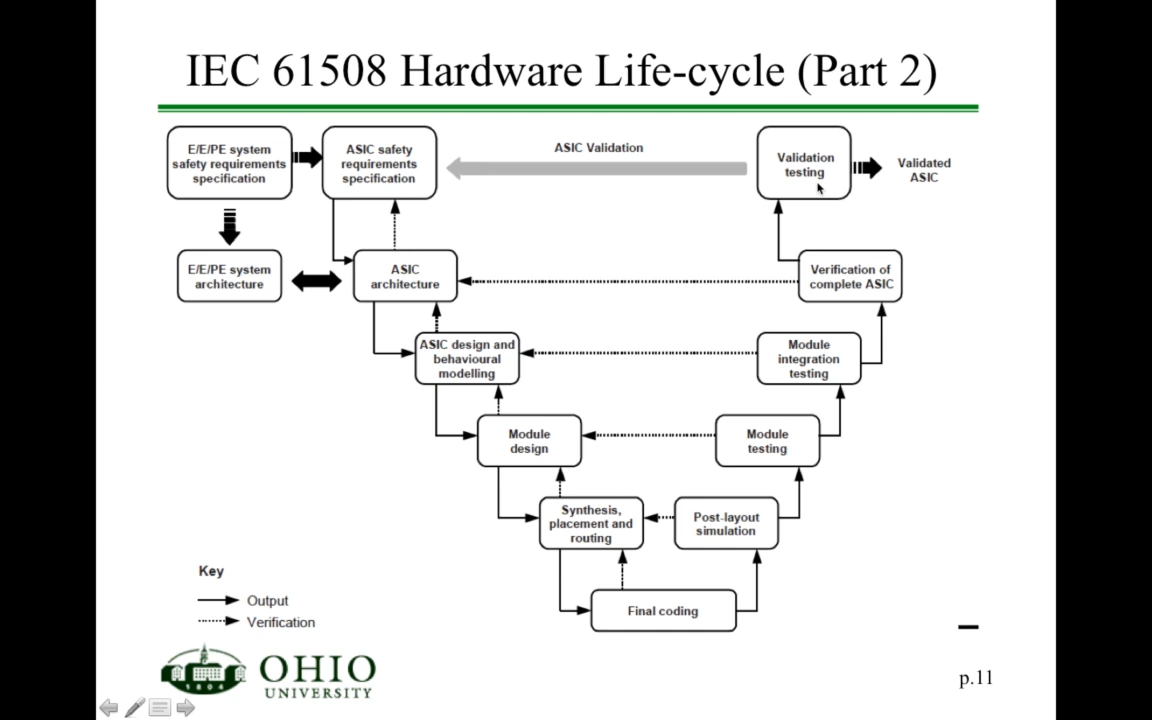 IEC 61508 Hardware Life-cycle (Part 2)
E/E/PE system
safety requirements
specification
ASIC safety
requirements
specification
ASIC Validation
Validation
testing
Validated
ASIC
E/E/PE system
architecture
ASIC
architecture
Verification of
complete ASIC
ASIC design and
behavioural
modelling
Module
integration
testing
Module
design
Module
testing
Synthesis,
placement and
routing
Post-layout
simulation
Final coding
Key
Output
Verification
1804
OHIO
UNIVERSITY
p.11